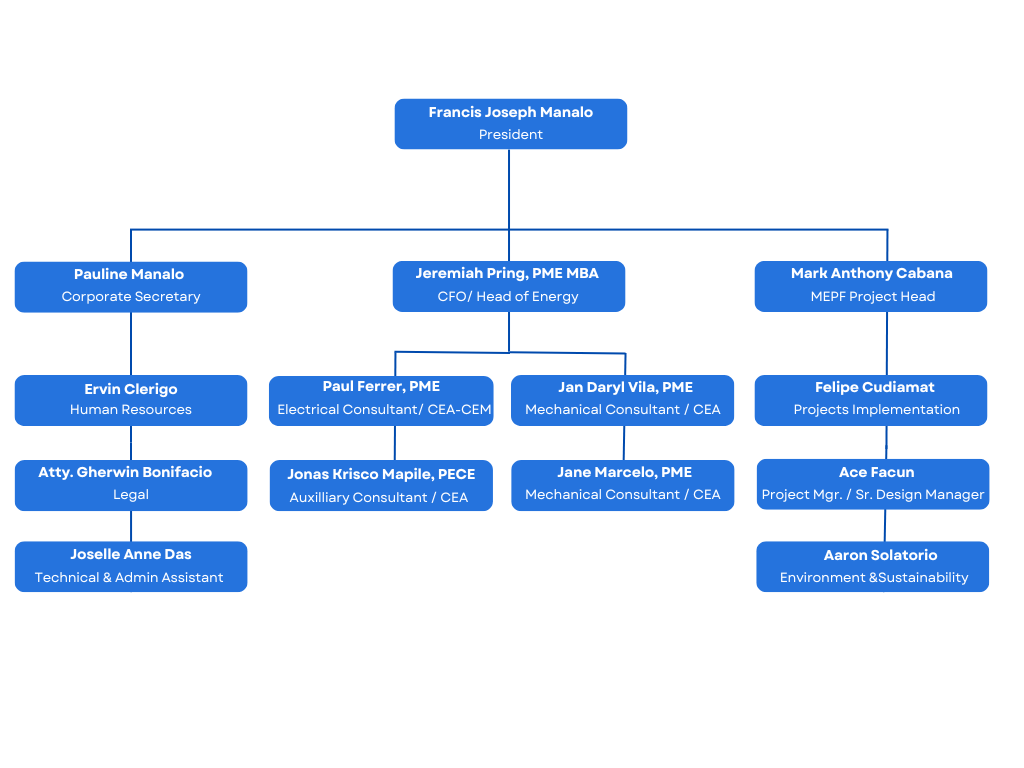 Francis Joseph Manalo
President
Pauline Manalo
Corporate Secretary
Jeremiah Pring, PME MBA
CFO/ Head of Energy
Mark Anthony Cabana
MEPF Project Head
Ervin Clerigo
Human Resources
Paul Ferrer, PME
Electrical Consultant/ CEA-CEM
Jan Daryl Vila, PME
Mechanical Consultant / CEA
Felipe Cudiamat
Projects Implementation
Atty. Gherwin Bonifacio
Legal
Jonas Krisco Mapile, PECE
Auxilliary Consultant / CEA
Jane Marcelo, PME
Mechanical Consultant / CEA
Ace Facun
Project Mgr. / Sr. Design Manager
Joselle Anne Das
Technical & Admin Assistant
Aaron Solatorio
Environment &Sustainability